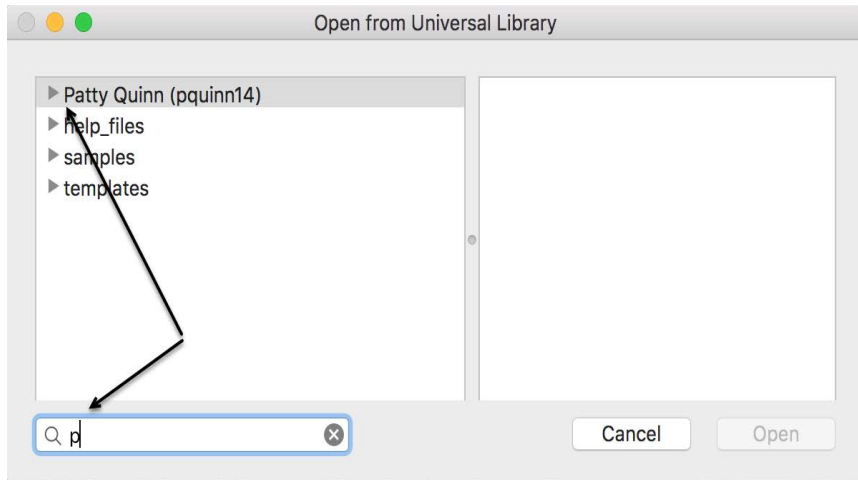 Open from Universal Library
Patty Quinn (pquinn14)
help_files
samples
templates
p
Cancel
Open